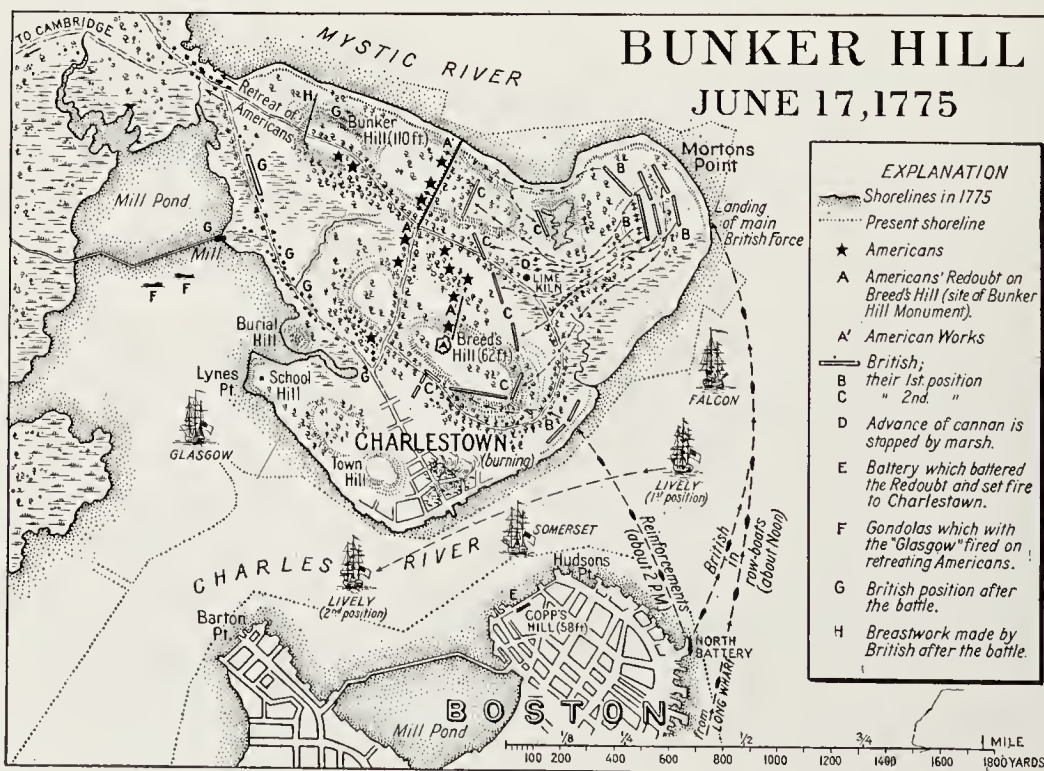 BUNKER HILL
JUNE 17, 1775
TO CAMBRIDGE
MYSTIC RIVER
Retreat of
Americans
H
G
Bunker
Hill (110 ft)
A'
Mortons
Point
Landing
of main
British Force
Mill Pond
G
G
Mill
G
F
F
G
G
G
A'
A
C
C
C
C
C
C
C
D
LIME
KILN
B
B
B
B
B
Breed's
Hill (62 ft)
A
Burial
Hill
Lynes
Pt.
School
Hill
GLASGOW
CHARLESTOWN
(burning)
Town
Hill
FALCON
LIVELY
(1st position)
SOMERSET
LIVELY
(2nd position)
CHARLES RIVER
Reinforcements
(about 2 P.M.)
British
in
row-boats
(about Noon)
Hudsons
Pt.
E
COPP'S
HILL (58ft)
NORTH
BATTERY
from
LONG WHARF
Barton
Pt.
Mill Pond
BOSTON
EXPLANATION
Shorelines in 1775
Present shoreline
Americans
A Americans' Redoubt on
Breed's Hill (site of Bunker
Hill Monument).
A' American Works
British;
B their 1st. position
C " 2nd. "
D Advance of cannan is
stopped by marsh.
E Battery which battered
the Redoubt and set fire
to Charlestown.
F Gondolas which with
the "Glasgow" fired on
retreating Americans.
G British position after
the battle.
H Breastwork made by
British after the battle.
1/8 1/4 1/2 3/4 1 MILE
100 200 400 600 800 1000 1200 1400 1600 1800 YARDS